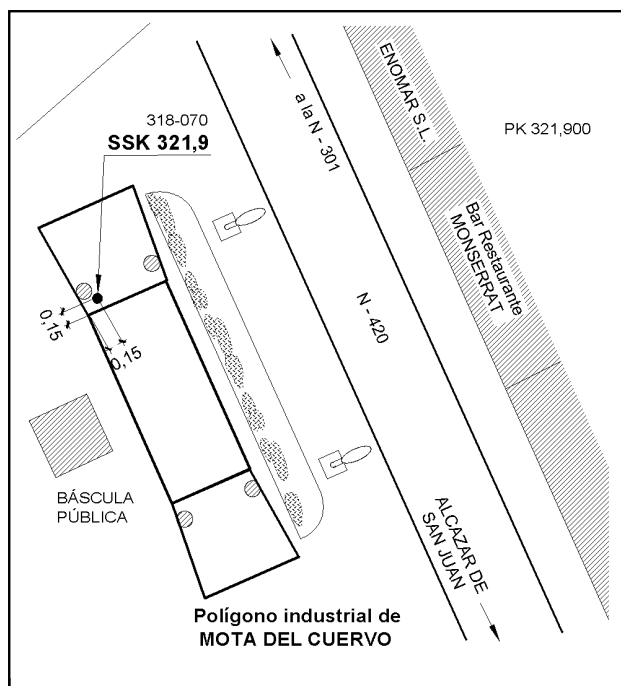 318-070
SSK 321,9
ENOMAR S.L.
PK 321,900
a la N - 301
Bar Restaurante
MONSERRAT
N - 420
0,15
0,15
BÁSCULA
PÚBLICA
ALCAZAR DE
SAN JUAN
Polígono industrial de
MOTA DEL CUERVO